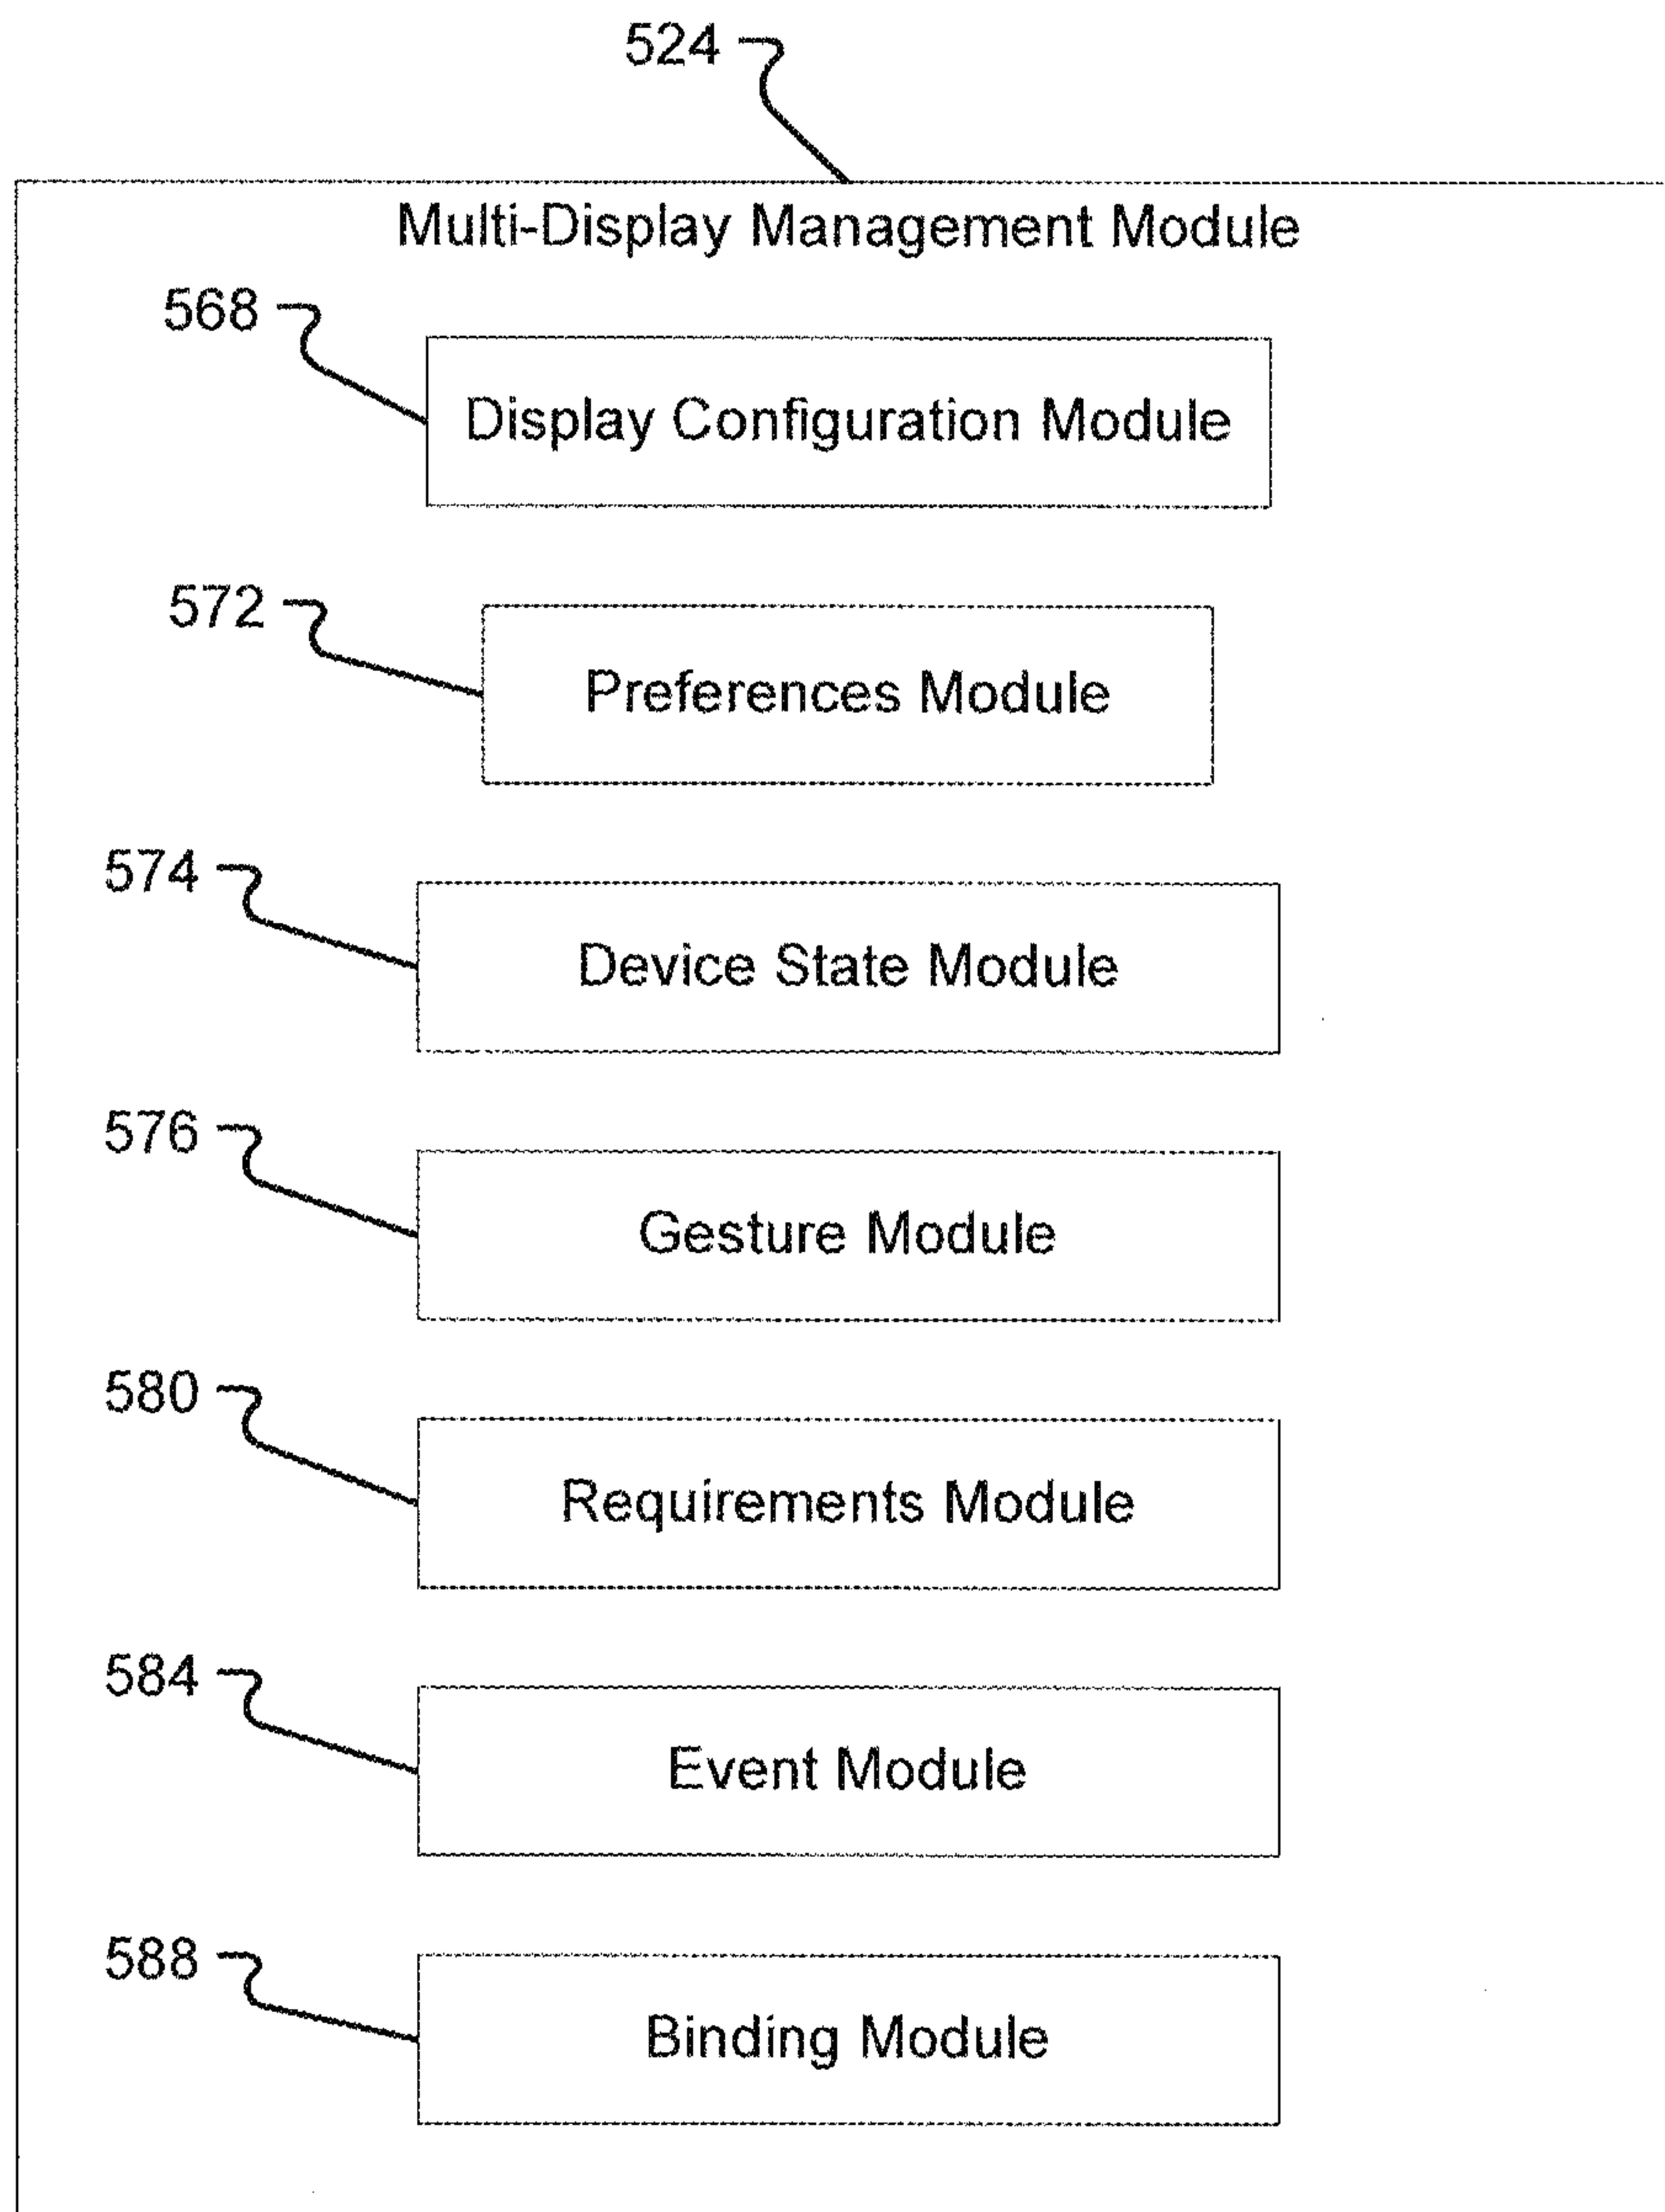 524
Multi-Display Management Module
568
Display Configuration Module
572
Preferences Module
574
Device State Module
576
Gesture Module
580
Requirements Module
584
Event Module
588
Binding Module